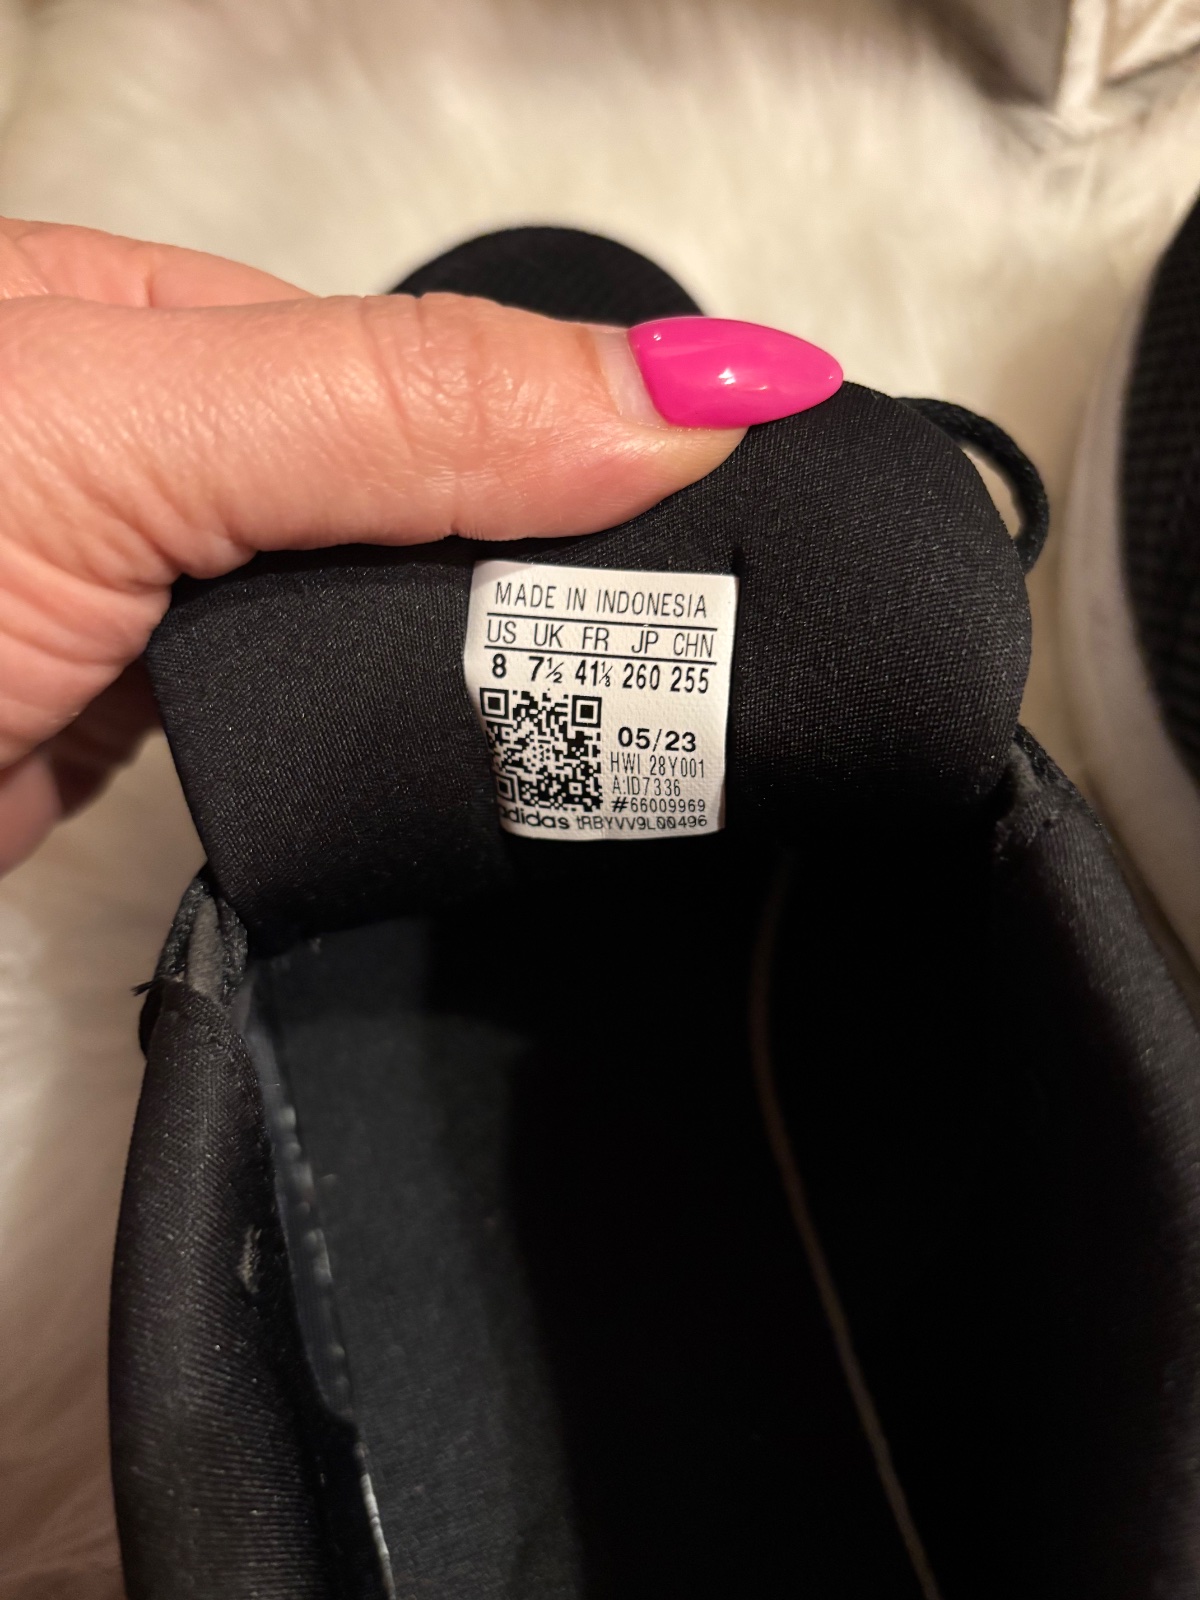 MADE IN INDONESIA
US UK FR JP CHN
8 7½ 41⅓ 260 255
05/23
HWI 28Y001
A:ID7336
#66009969
adidas tRBYVV9L00496